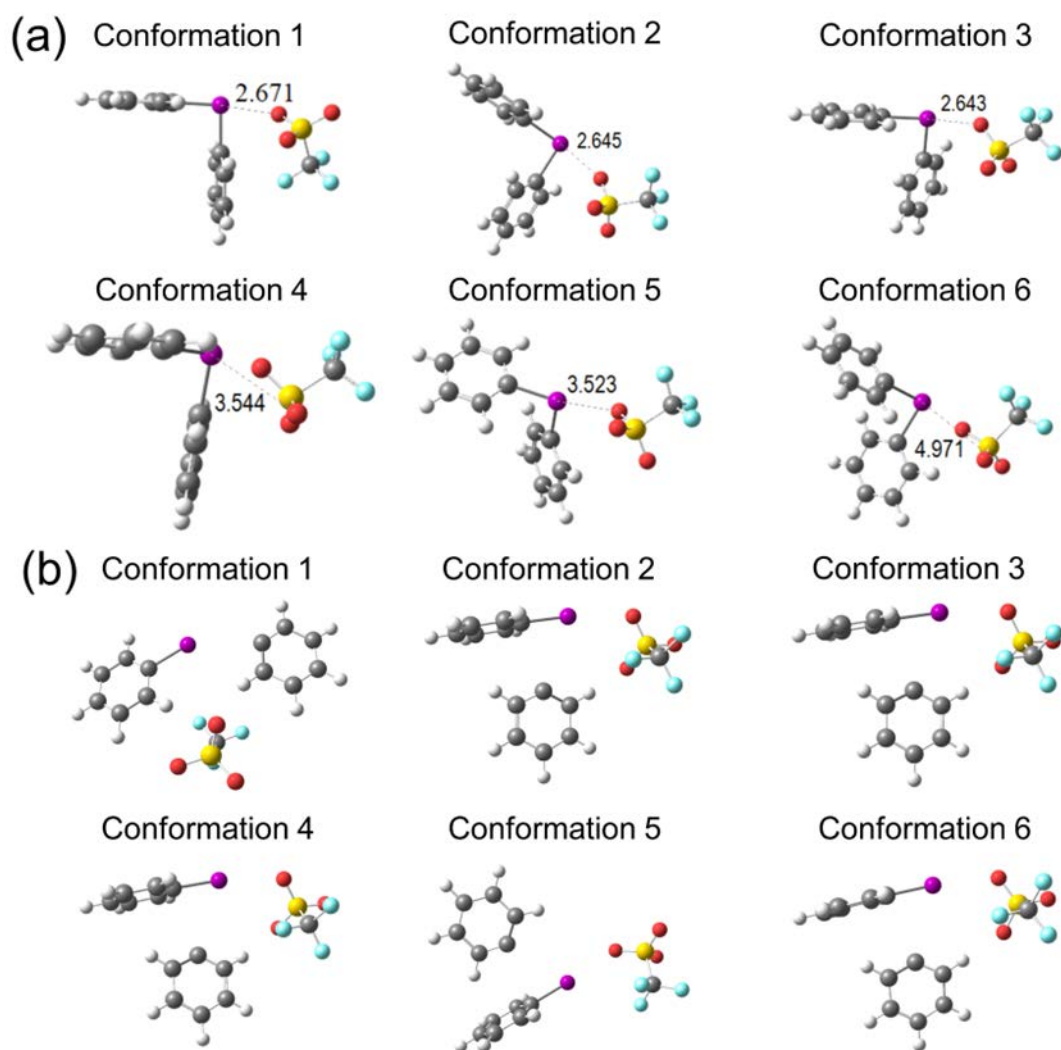 (a) Conformation 1 Conformation 2 Conformation 3
2.671 2.645 2.643
Conformation 4 Conformation 5 Conformation 6
3.544 3.523 4.971
(b) Conformation 1 Conformation 2 Conformation 3
Conformation 4 Conformation 5 Conformation 6